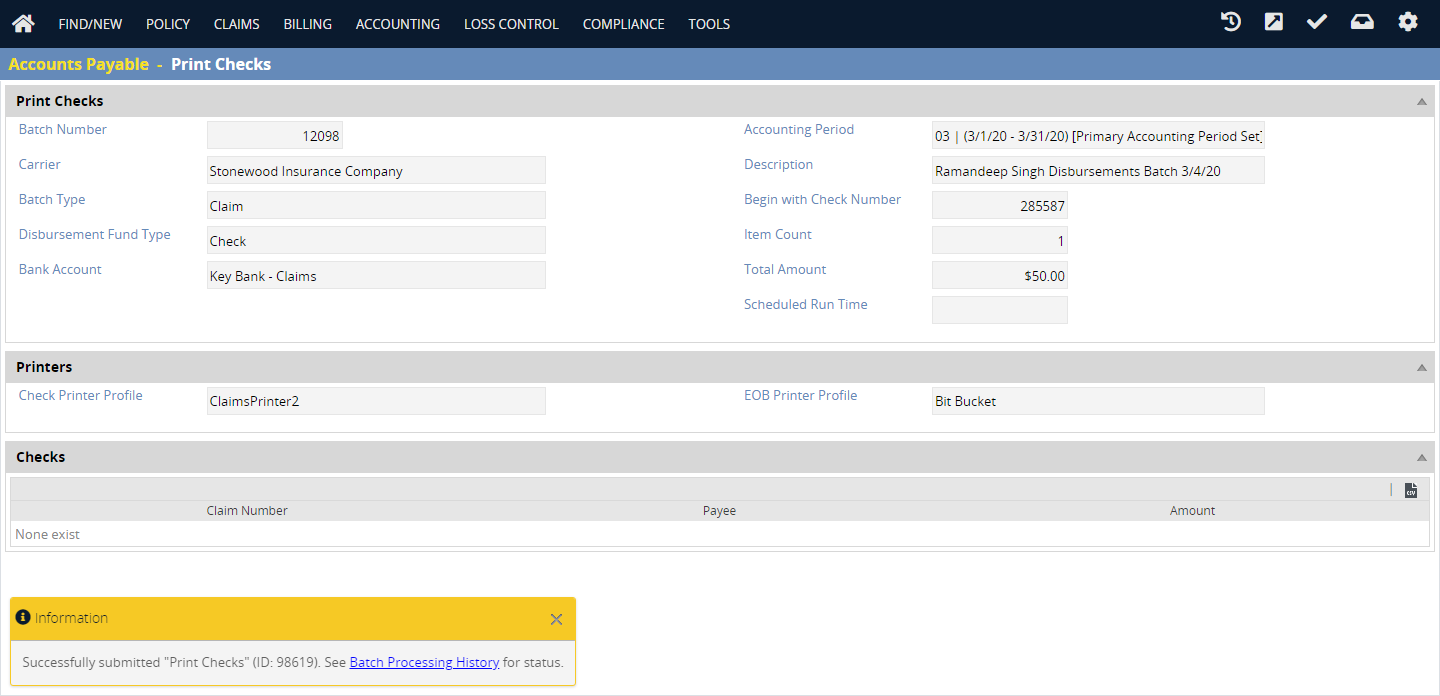 FIND/NEW POLICY CLAIMS BILLING ACCOUNTING LOSS CONTROL COMPLIANCE TOOLS
Accounts Payable - Print Checks
Print Checks
Batch Number 12098 Accounting Period 03 | (3/1/20 - 3/31/20) [Primary Accounting Period Set]
Carrier Stonewood Insurance Company Description Ramandeep Singh Disbursements Batch 3/4/20
Batch Type Claim Begin with Check Number 285587
Disbursement Fund Type Check Item Count 1
Bank Account Key Bank - Claims Total Amount $50.00
Scheduled Run Time
Printers
Check Printer Profile ClaimsPrinter2 EOB Printer Profile Bit Bucket
Checks
| CSV
Claim Number Payee Amount
None exist
Information
Successfully submitted "Print Checks" (ID: 98619). See Batch Processing History for status.